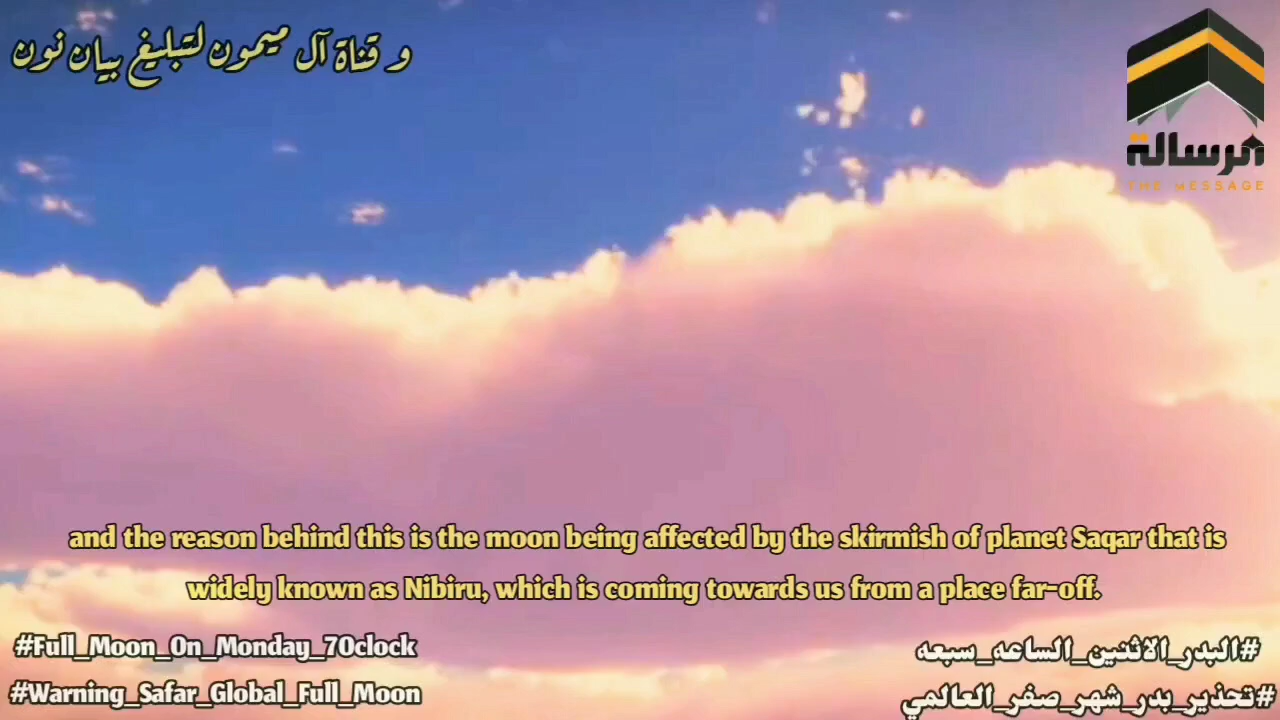 و قناة آل ميمون لتبليغ بيان نون
الرسالة
THE MESSAGE
and the reason behind this is the moon being affected by the skirmish of planet Saqar that is
widely known as Nibiru, which is coming towards us from a place far-off.
#Full_Moon_On_Monday_7Oclock
#البدر_الاثنين_الساعه_سبعه
#Warning_Safar_Global_Full_Moon
#تحذير_بدر_شهر_صفر_العالمي